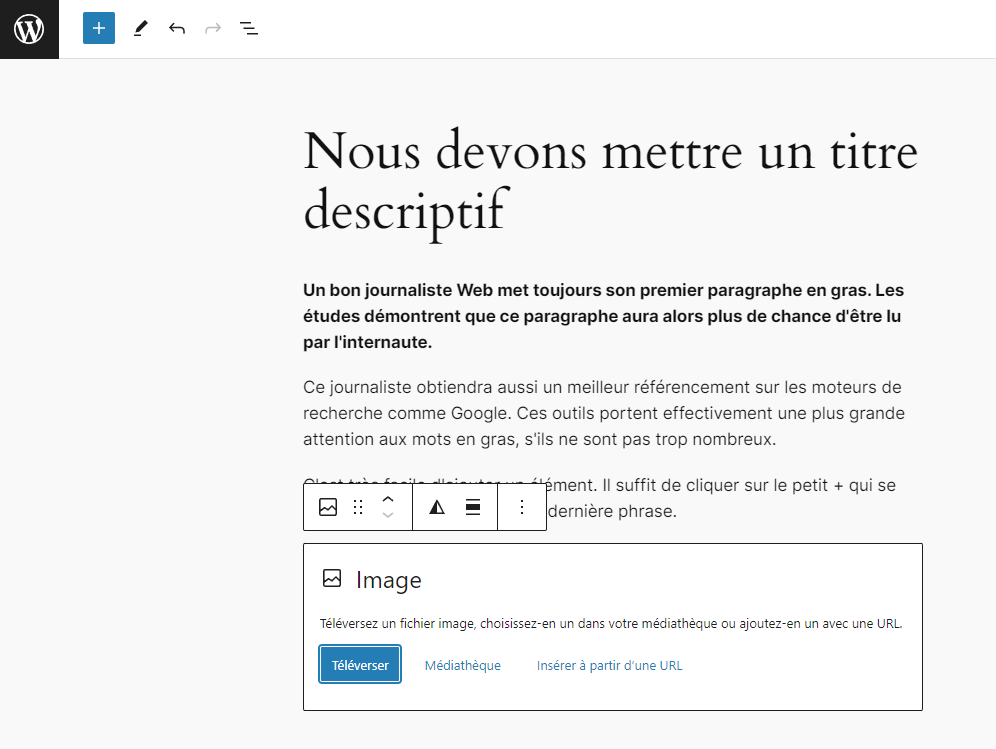 Nous devons mettre un titre
descriptif
Un bon journaliste Web met toujours son premier paragraphe en gras. Les
études démontrent que ce paragraphe aura alors plus de chance d'être lu
par l'internaute.
Ce journaliste obtiendra aussi un meilleur référencement sur les moteurs de
recherche comme Google. Ces outils portent effectivement une plus grande
attention aux mots en gras, s'ils ne sont pas trop nombreux.
C'est très facile d'ajouter un élément. Il suffit de cliquer sur le petit + qui se
dernière phrase.
Image
Téléversez un fichier image, choisissez-en un dans votre médiathèque ou ajoutez-en un avec une URL.
Téléverser Médiathèque Insérer à partir d’une URL